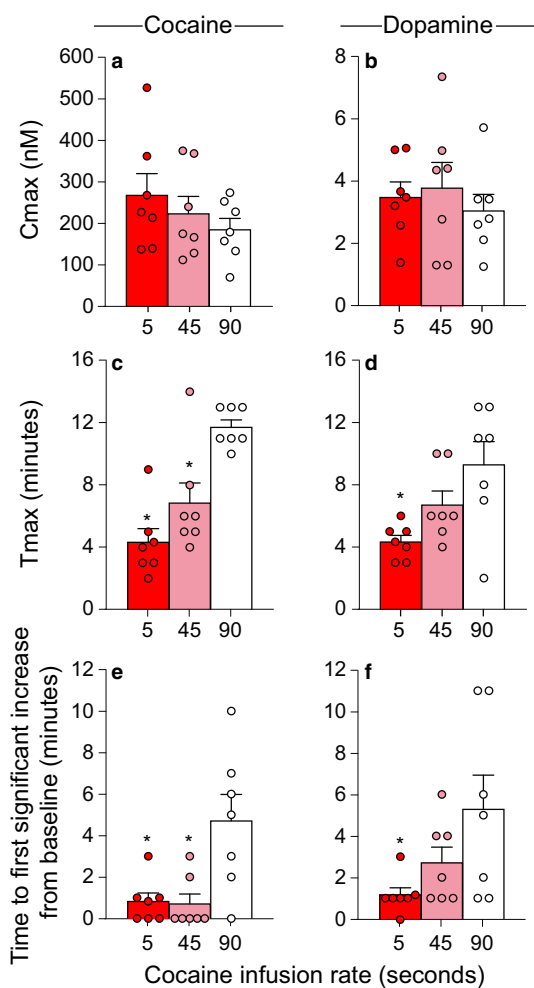 Cocaine
Dopamine
a
b
Cmax (nM)
600
500
400
300
200
100
0
5 45 90
8
6
4
2
0
5 45 90
c
d
Tmax (minutes)
16
12
8
4
0
* *
5 45 90
16
12
8
4
0
*
5 45 90
e
f
Time to first significant increase
from baseline (minutes)
12
10
8
6
4
2
0
* *
5 45 90
12
10
8
6
4
2
0
*
5 45 90
Cocaine infusion rate (seconds)